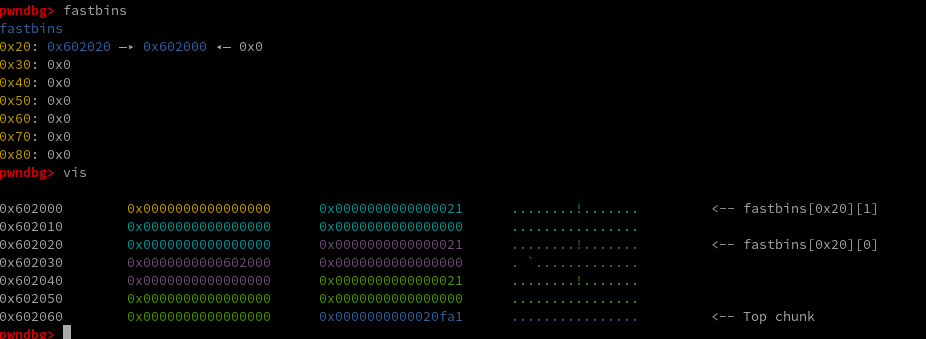 pwndbg> fastbins
fastbins
0x20: 0x602020 —▸ 0x602000 ◂— 0x0
0x30: 0x0
0x40: 0x0
0x50: 0x0
0x60: 0x0
0x70: 0x0
0x80: 0x0
pwndbg> vis
0x602000 0x0000000000000000 0x0000000000000021 ........!....... <-- fastbins[0x20][1]
0x602010 0x0000000000000000 0x0000000000000000 ................
0x602020 0x0000000000000000 0x0000000000000021 ........!....... <-- fastbins[0x20][0]
0x602030 0x0000000000602000 0x0000000000000000 . `.............
0x602040 0x0000000000000000 0x0000000000000021 ........!.......
0x602050 0x0000000000000000 0x0000000000000000 ................
0x602060 0x0000000000000000 0x0000000000020fa1 ................ <-- Top chunk
pwndbg>